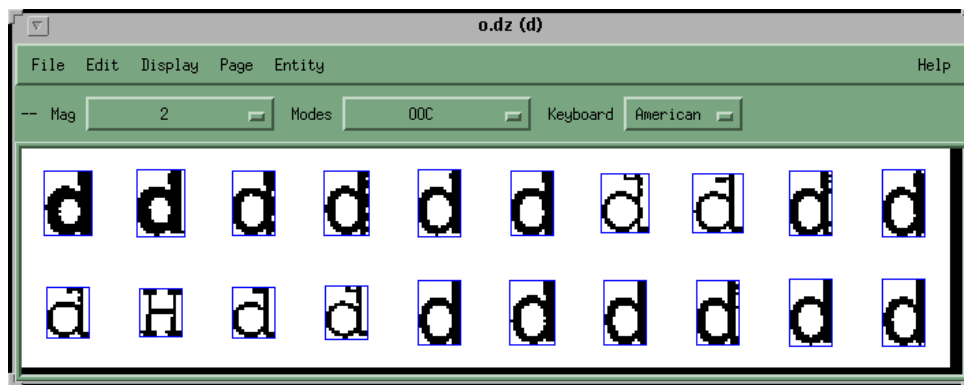 o.dz (d)
File Edit Display Page Entity Help
-- Mag 2 Modes OOC Keyboard American
d d d d d d d d d d
d H d d d d d d d d